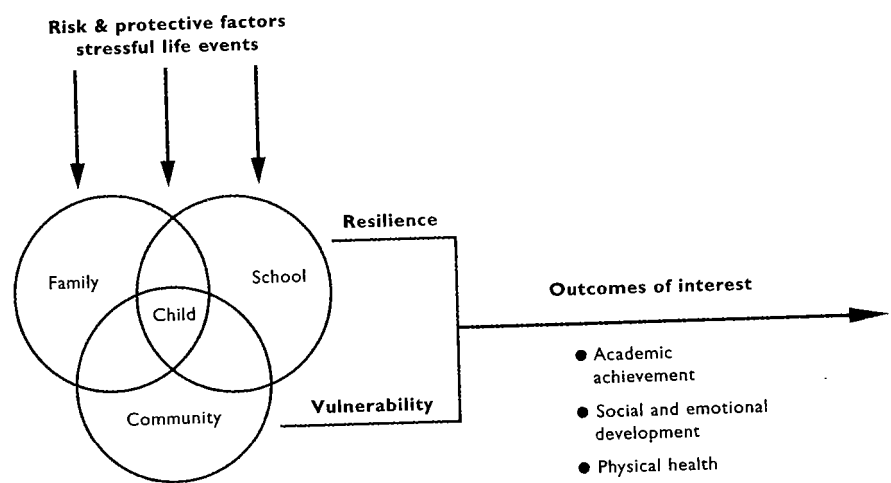 Risk & protective factors
stressful life events
Resilience
Family
School
Child
Outcomes of interest
Academic
achievement
Vulnerability
Community
Social and emotional
development
Physical health